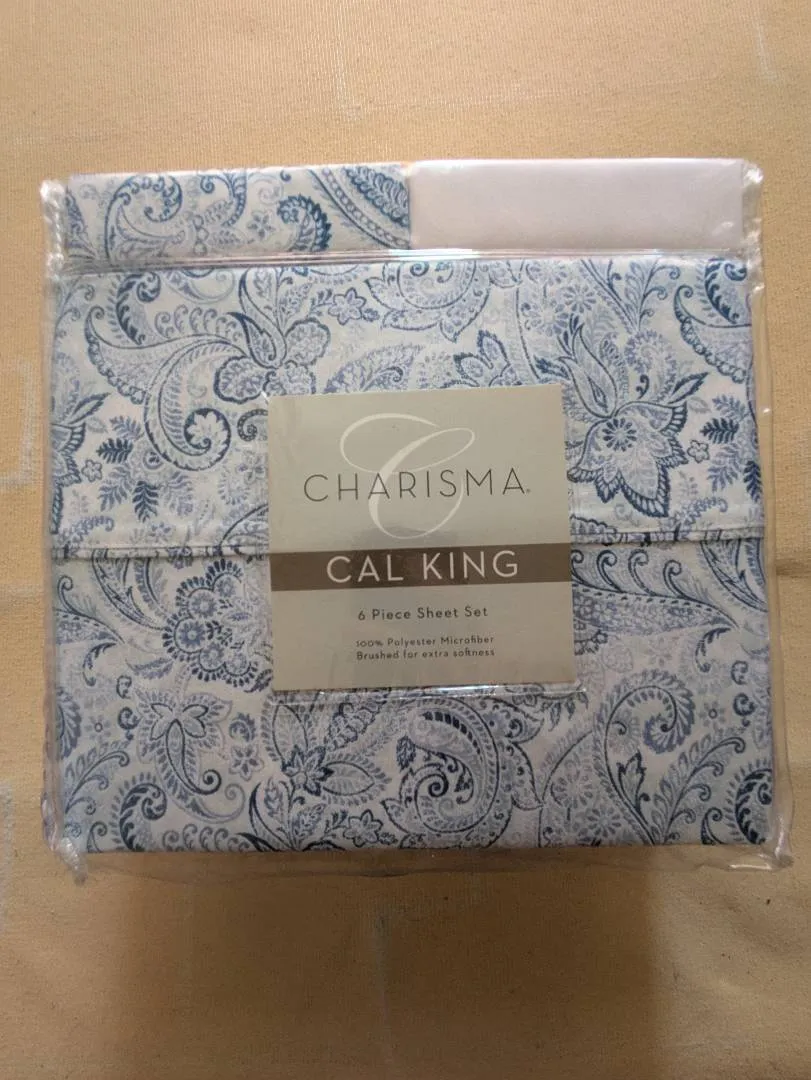 C
CHARISMA®
CAL KING
6 Piece Sheet Set
100% Polyester Microfiber
Brushed for extra softness